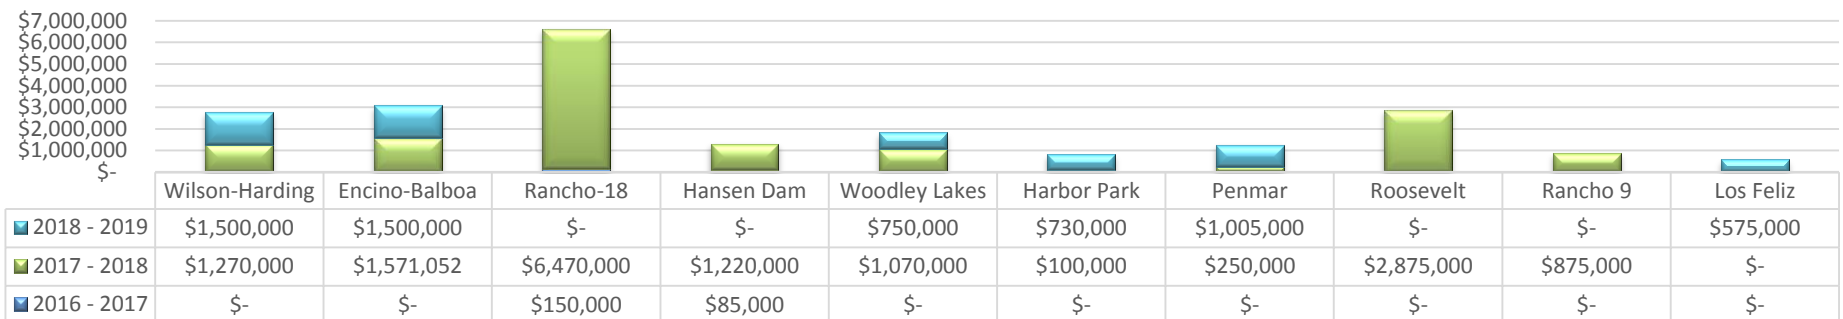 $7,000,000
$6,000,000
$5,000,000
$4,000,000
$3,000,000
$2,000,000
$1,000,000
$-
Wilson-Harding Encino-Balboa Rancho-18 Hansen Dam Woodley Lakes Harbor Park Penmar Roosevelt Rancho 9 Los Feliz
2018 - 2019 $1,500,000 $1,500,000 $- $- $750,000 $730,000 $1,005,000 $- $- $575,000
2017 - 2018 $1,270,000 $1,571,052 $6,470,000 $1,220,000 $1,070,000 $100,000 $250,000 $2,875,000 $875,000 $-
2016 - 2017 $- $- $150,000 $85,000 $- $- $- $- $- $-